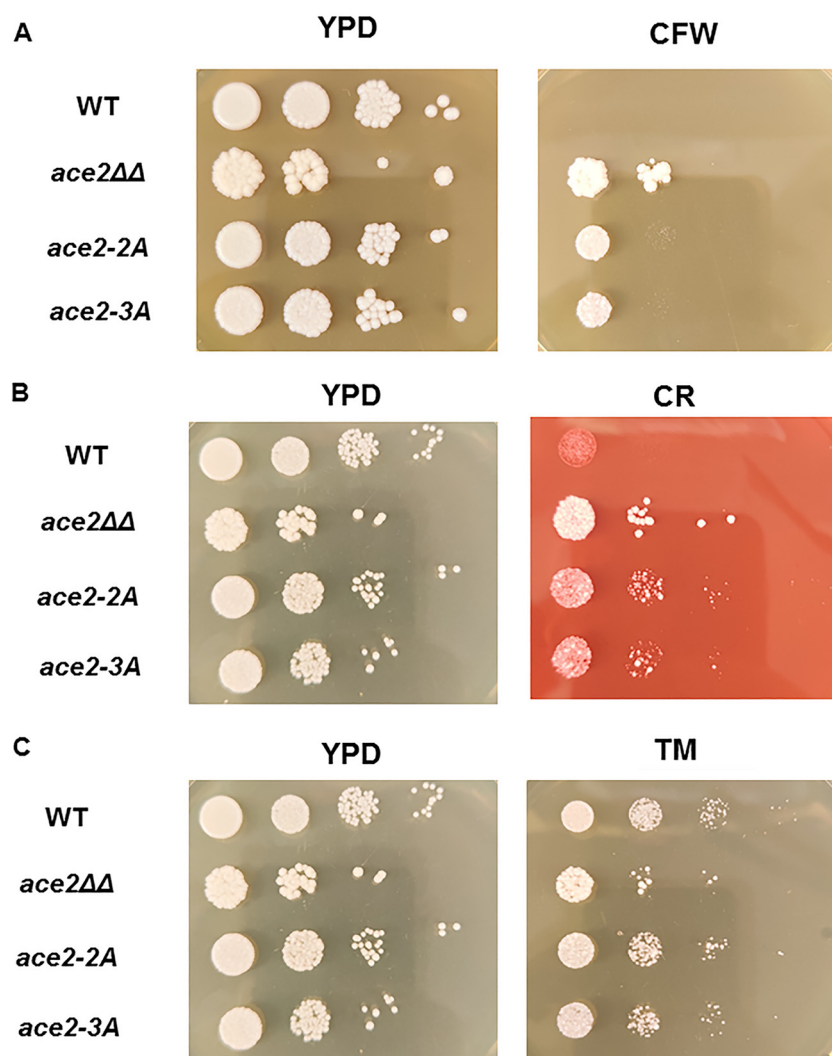 A
YPD
CFW
WT
ace2ΔΔ
ace2-2A
ace2-3A
B
YPD
CR
WT
ace2ΔΔ
ace2-2A
ace2-3A
C
YPD
TM
WT
ace2ΔΔ
ace2-2A
ace2-3A